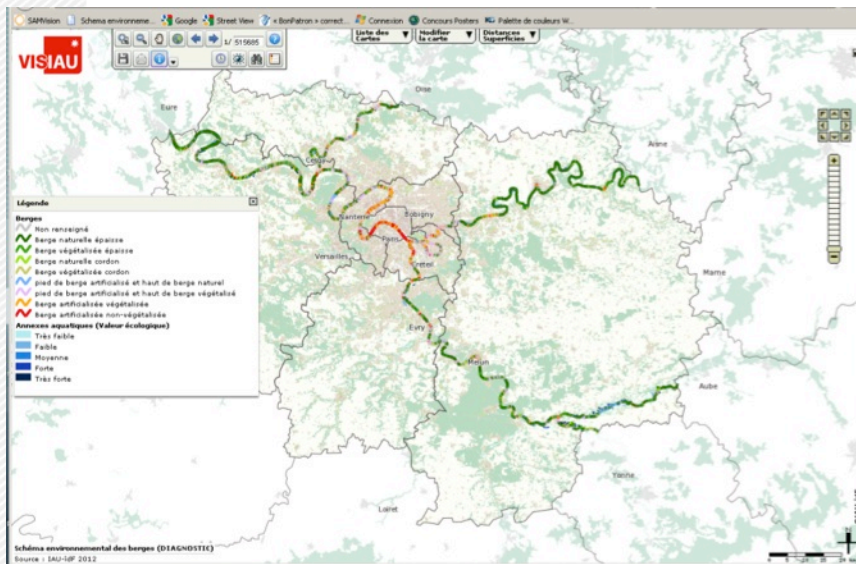 SAMVision Schema environneme... Google Street View « BonPatron » correct... Connexion Concours Posters Palette de couleurs W...
VISIAU
1/ 515685
Liste des Cartes
Modifier la carte
Distances Superficies
Oise
Eure
Aisne
Cergy
Nanterre
Bobigny
Paris
Versailles
Créteil
Marne
Evry
Melun
Aube
Yonne
Loiret
Légende
Berges
Non renseigné
Berge naturelle épaisse
Berge végétalisée épaisse
Berge naturelle cordon
Berge végétalisée cordon
pied de berge artificialisé et haut de berge naturel
pied de berge artificialisé et haut de berge végétalisé
Berge artificialisée végétalisée
Berge artificialisée non-végétalisée
Annexes aquatiques (Valeur écologique)
Très faible
Faible
Moyenne
Forte
Très forte
Schéma environnemental des berges (DIAGNOSTIC)
Source : IAU-îdF 2012